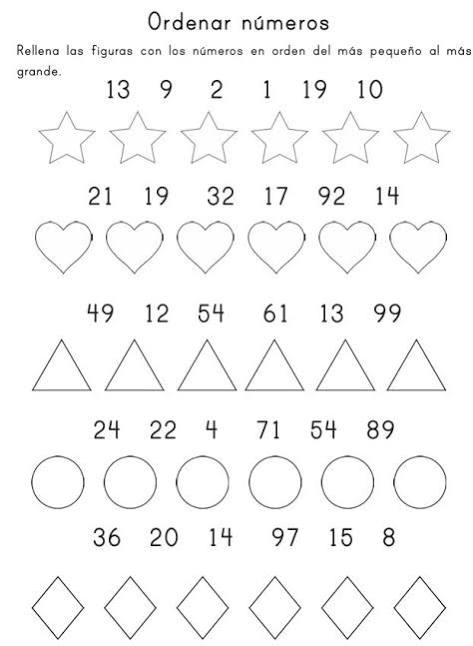 Ordenar números
Rellena las figuras con los números en orden del más pequeño al más
grande.
13 9 2 1 19 10
21 19 32 17 92 14
49 12 54 61 13 99
24 22 4 71 54 89
36 20 14 97 15 8